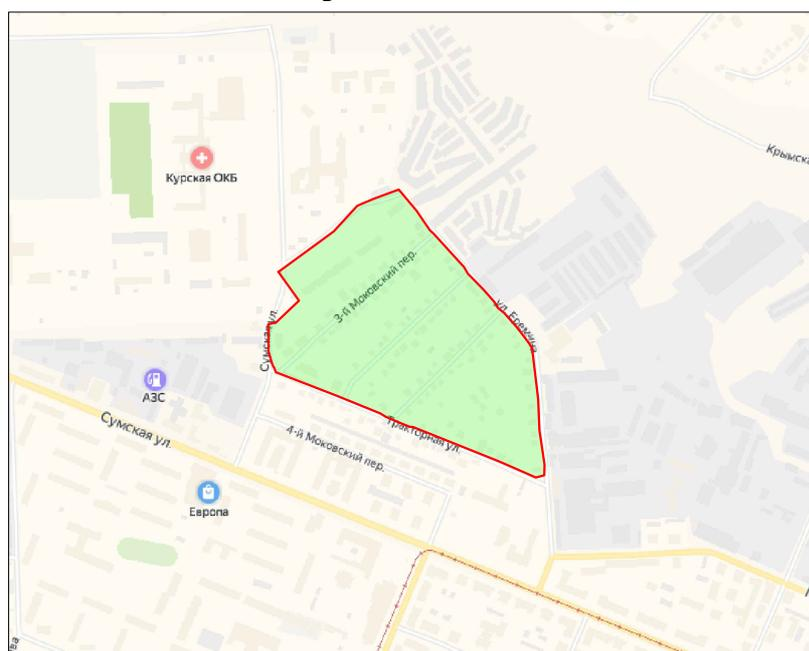 Курская ОКБ
Крымска
3-й Моковский пер.
ул. Еремина
Сумская ул.
АЗС
Сумская ул.
Тракторная ул.
4-й Моковский пер.
Европа